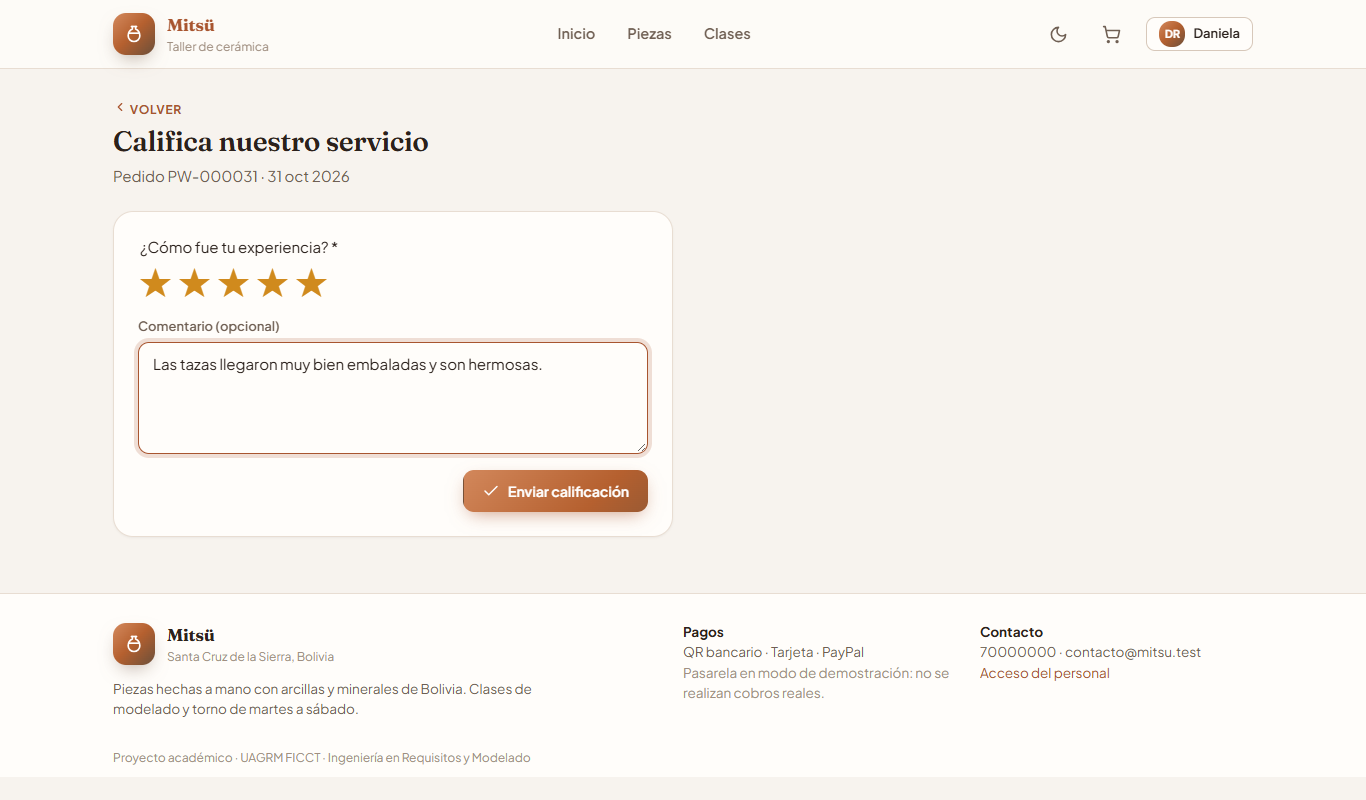 Mitsü
Taller de cerámica
Inicio
Piezas
Clases
DR
Daniela
VOLVER
Califica nuestro servicio
Pedido PW-000031 · 31 oct 2026
¿Cómo fue tu experiencia? *
Comentario (opcional)
Las tazas llegaron muy bien embaladas y son hermosas.
Enviar calificación
Mitsü
Santa Cruz de la Sierra, Bolivia
Piezas hechas a mano con arcillas y minerales de Bolivia. Clases de
modelado y torno de martes a sábado.
Pagos
QR bancario · Tarjeta · PayPal
Pasarela en modo de demostración: no se
realizan cobros reales.
Contacto
70000000 · contacto@mitsu.test
Acceso del personal
Proyecto académico · UAGRM FICCT · Ingeniería en Requisitos y Modelado